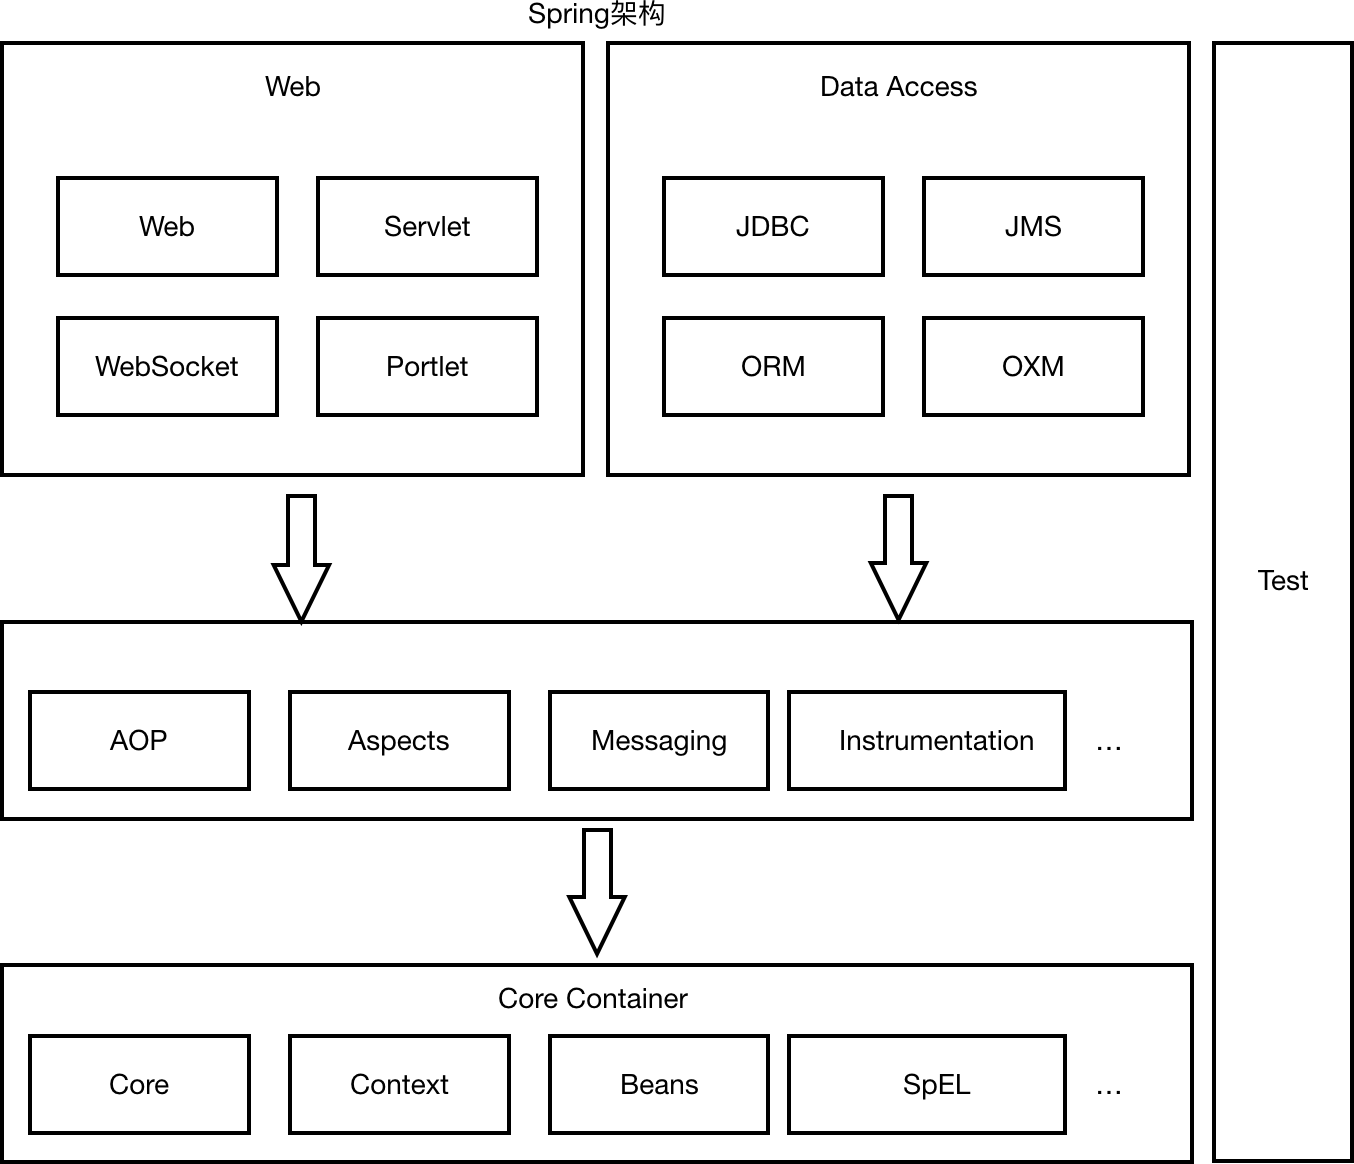 Spring架构
Web
Data Access
Web
Servlet
JDBC
JMS
WebSocket
Portlet
ORM
OXM
Test
AOP
Aspects
Messaging
Instrumentation
...
Core Container
Core
Context
Beans
SpEL
...